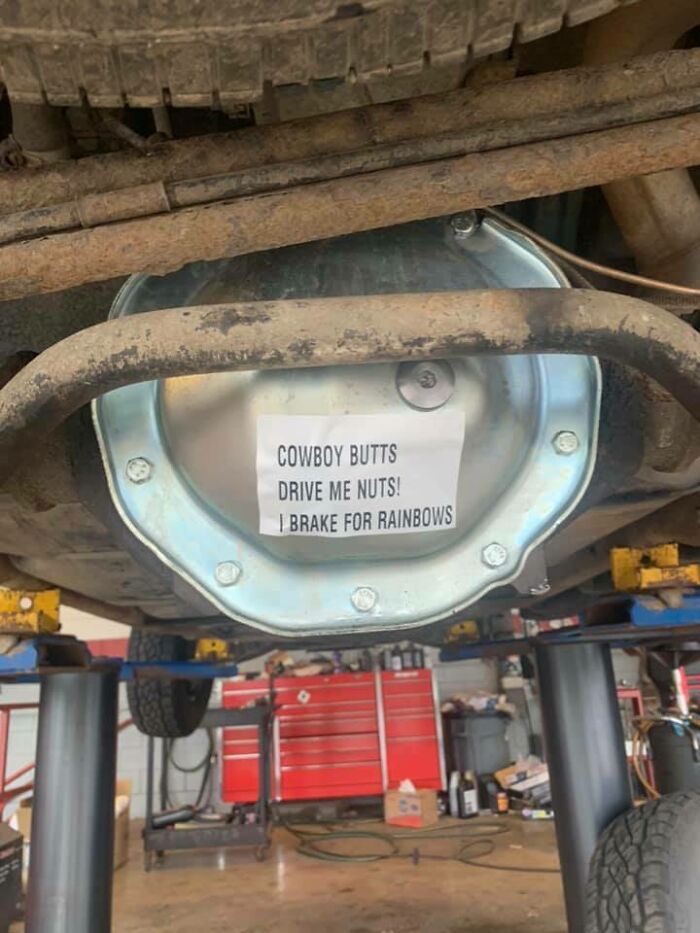 COWBOY BUTTS
DRIVE ME NUTS!
I BRAKE FOR RAINBOWS